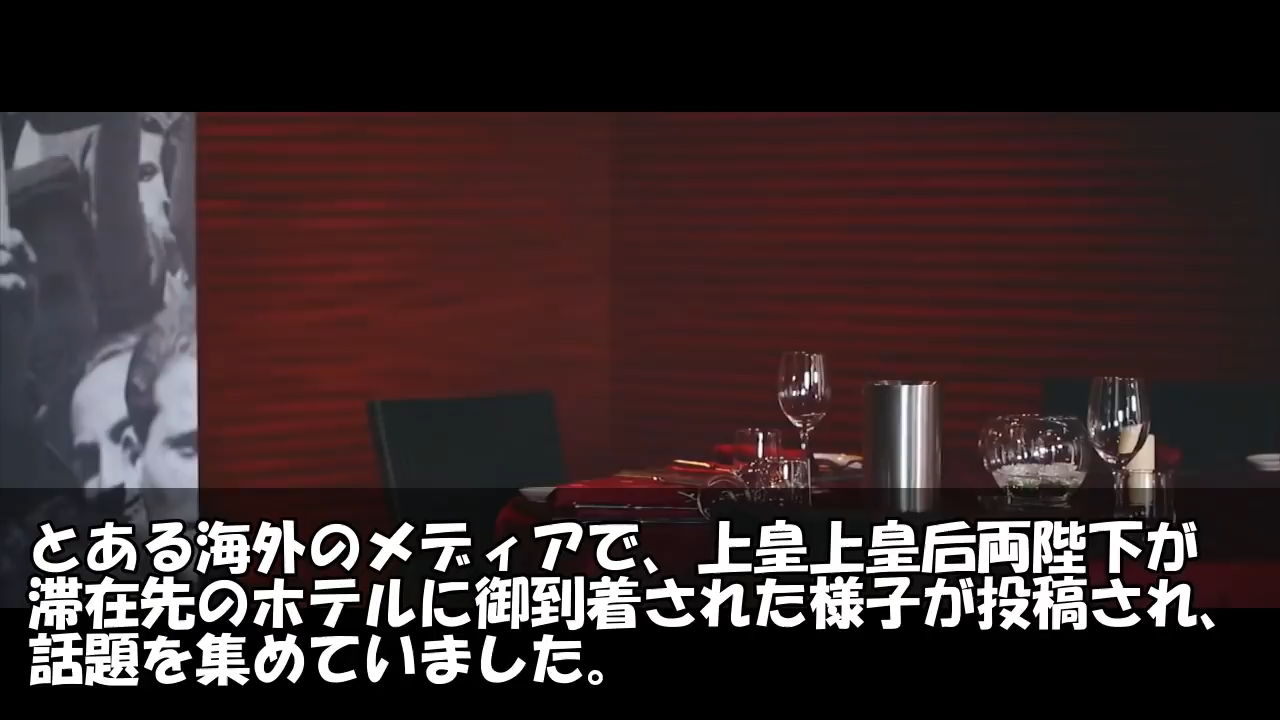 とある海外のメディアで、上皇上皇后両陛下が
滞在先のホテルに御到着された様子が投稿され、
話題を集めていました。